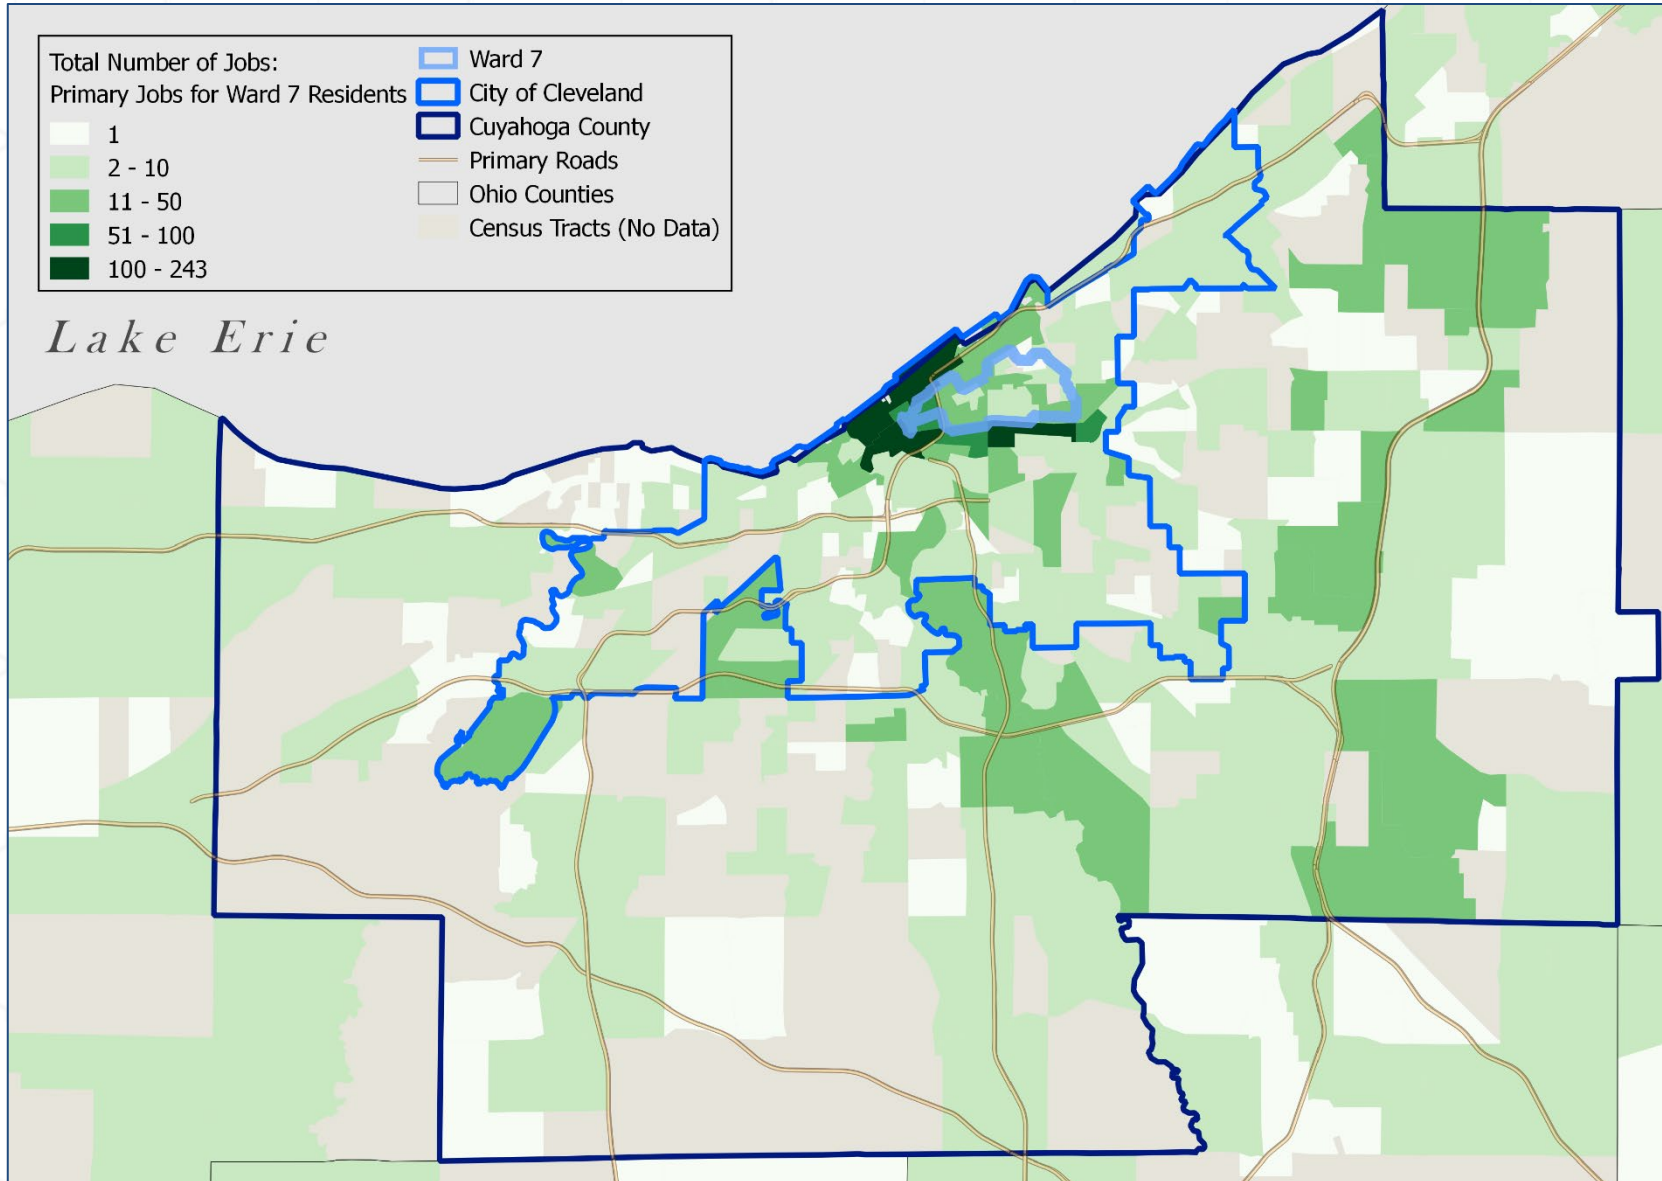 Total Number of Jobs:
Primary Jobs for Ward 7 Residents
1
2 - 10
11 - 50
51 - 100
100 - 243
Ward 7
City of Cleveland
Cuyahoga County
Primary Roads
Ohio Counties
Census Tracts (No Data)
Lake Erie